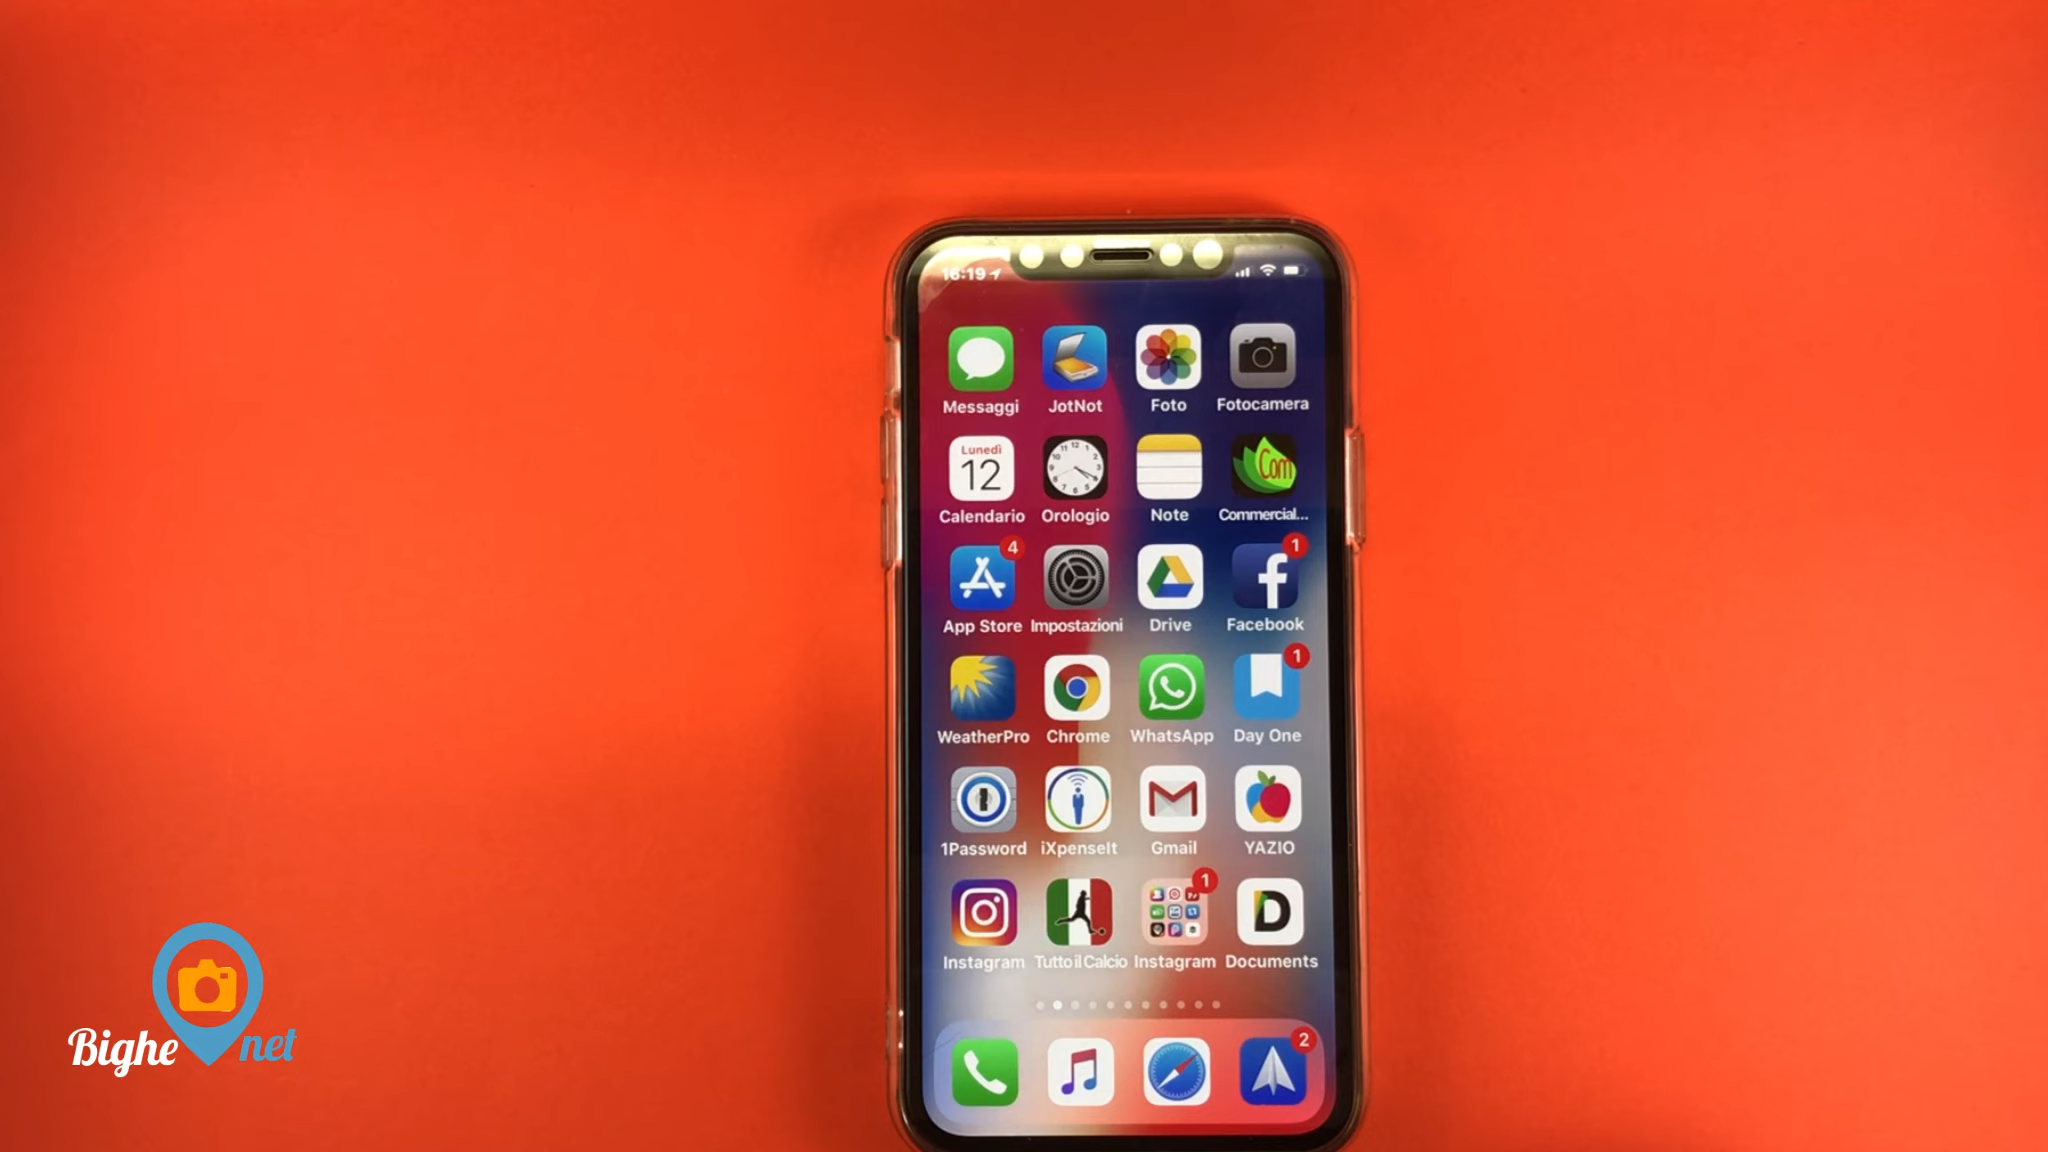 16:19
Messaggi JotNot Foto Fotocamera
Lunedì
12
Com
Calendario Orologio Note Commercial...
4
1
App Store Impostazioni Drive Facebook
1
WeatherPro Chrome WhatsApp Day One
1Password iXpenseIt Gmail YAZIO
1
D
Instagram Tutto il Calcio Instagram Documents
2
Bighe net